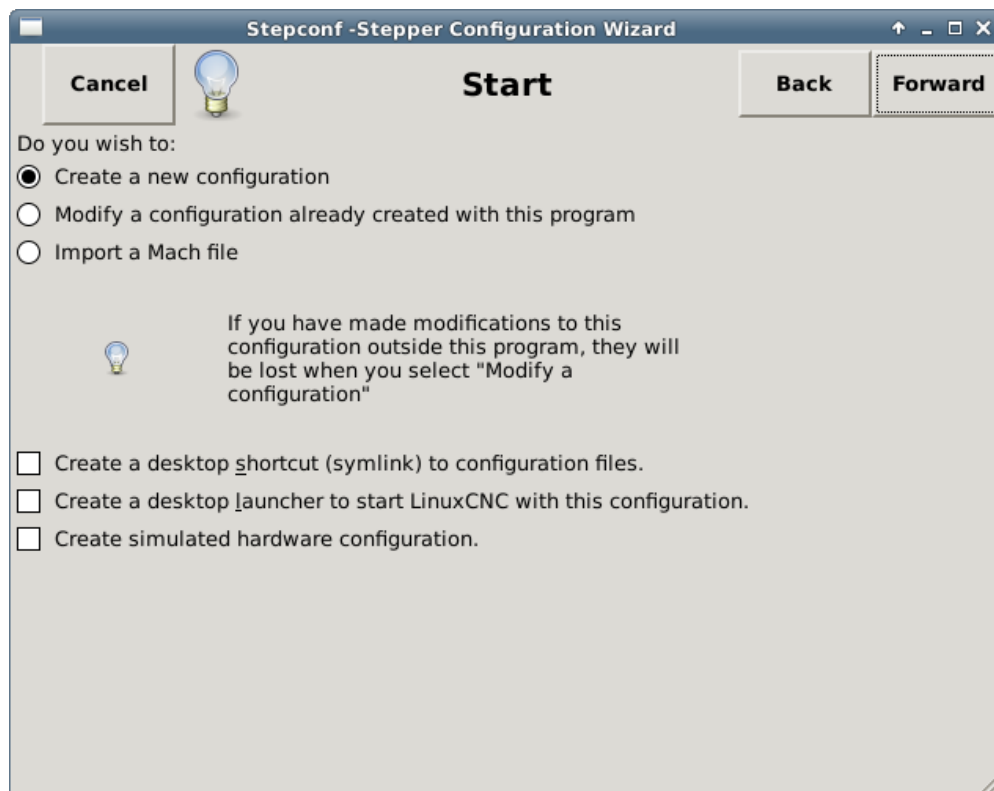 Stepconf -Stepper Configuration Wizard
Cancel
Start
Back
Forward
Do you wish to:
Create a new configuration
Modify a configuration already created with this program
Import a Mach file
If you have made modifications to this
configuration outside this program, they will
be lost when you select "Modify a
configuration"
Create a desktop shortcut (symlink) to configuration files.
Create a desktop launcher to start LinuxCNC with this configuration.
Create simulated hardware configuration.